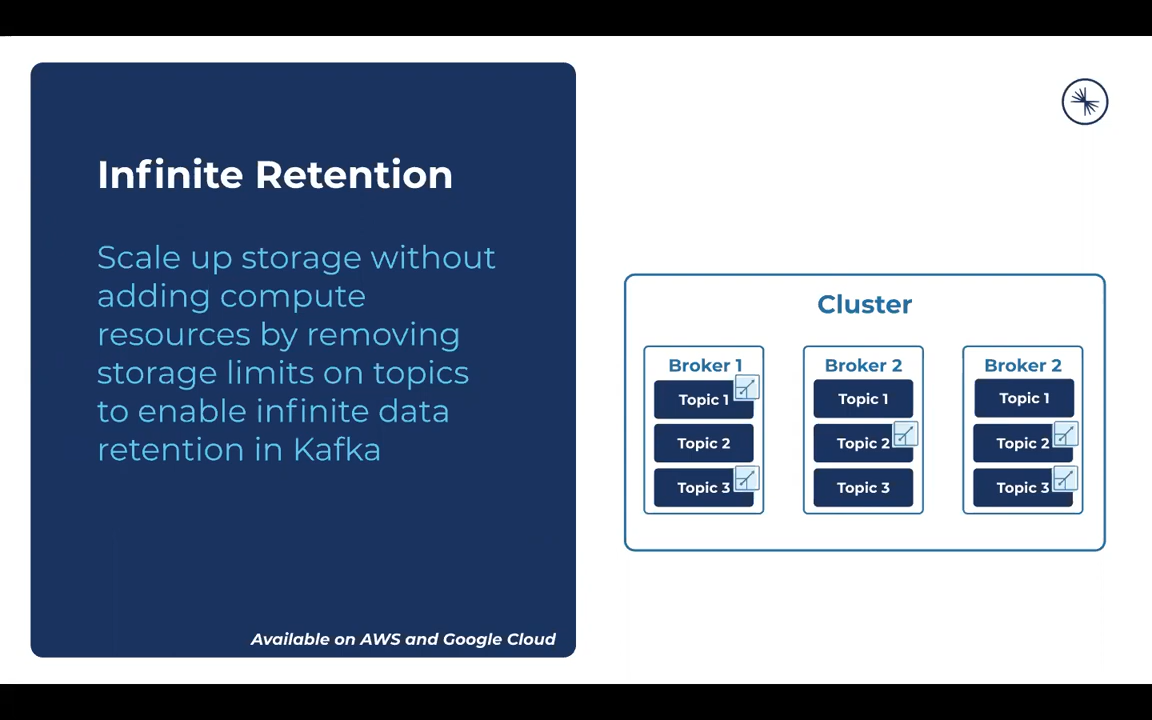 Infinite Retention
Scale up storage without
adding compute
resources by removing
storage limits on topics
to enable infinite data
retention in Kafka
Available on AWS and Google Cloud
Cluster
Broker 1
Topic 1
Topic 2
Topic 3
Broker 2
Topic 1
Topic 2
Topic 3
Broker 2
Topic 1
Topic 2
Topic 3